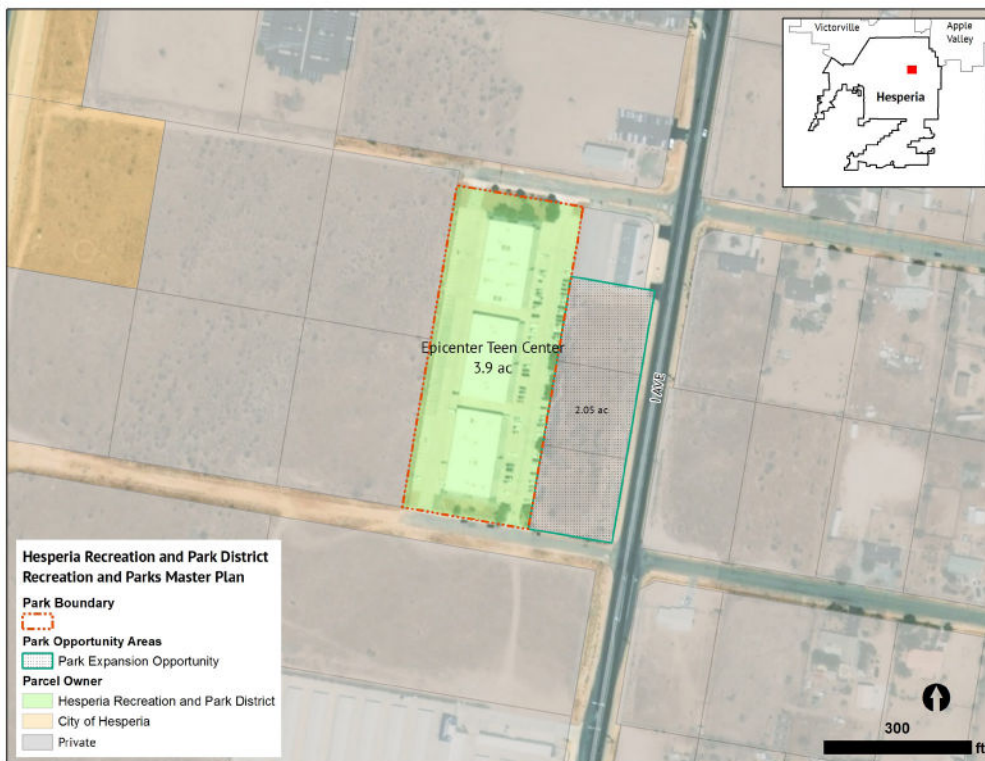 Victorville
Apple
Valley
Hesperia
Epicenter Teen Center
3.9 ac
2.05 ac
I AVE
Hesperia Recreation and Park District
Recreation and Parks Master Plan
Park Boundary
Park Opportunity Areas
Park Expansion Opportunity
Parcel Owner
Hesperia Recreation and Park District
City of Hesperia
Private
300
ft